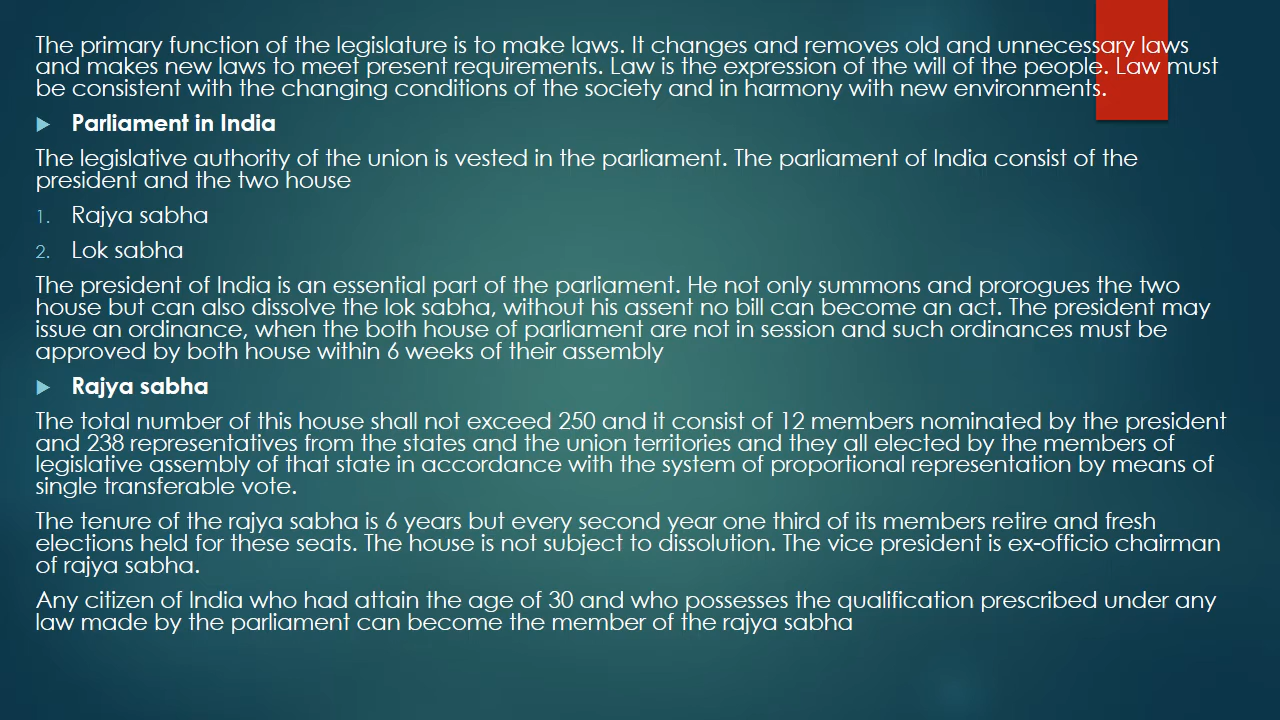 The primary function of the legislature is to make laws. It changes and removes old and unnecessary laws
and makes new laws to meet present requirements. Law is the expression of the will of the people. Law must
be consistent with the changing conditions of the society and in harmony with new environments.
Parliament in India
The legislative authority of the union is vested in the parliament. The parliament of India consist of the
president and the two house
1. Rajya sabha
2. Lok sabha
The president of India is an essential part of the parliament. He not only summons and prorogues the two
house but can also dissolve the lok sabha, without his assent no bill can become an act. The president may
issue an ordinance, when the both house of parliament are not in session and such ordinances must be
approved by both house within 6 weeks of their assembly
Rajya sabha
The total number of this house shall not exceed 250 and it consist of 12 members nominated by the president
and 238 representatives from the states and the union territories and they all elected by the members of
legislative assembly of that state in accordance with the system of proportional representation by means of
single transferable vote.
The tenure of the rajya sabha is 6 years but every second year one third of its members retire and fresh
elections held for these seats. The house is not subject to dissolution. The vice president is ex-officio chairman
of rajya sabha.
Any citizen of India who had attain the age of 30 and who possesses the qualification prescribed under any
law made by the parliament can become the member of the rajya sabha